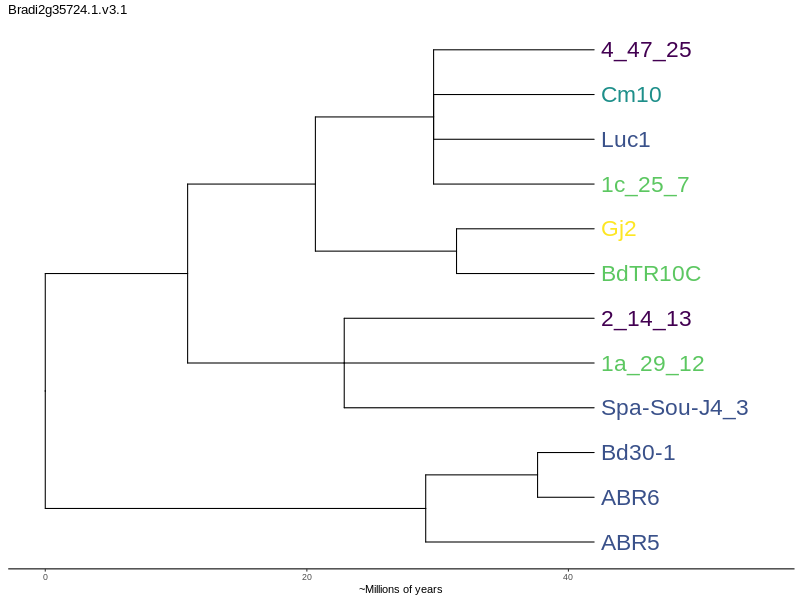 Bradi2g35724.1.v3.1
4_47_25
Cm10
Luc1
1c_25_7
Gj2
BdTR10C
2_14_13
1a_29_12
Spa-Sou-J4_3
Bd30-1
ABR6
ABR5
0 20 40
~Millions of years